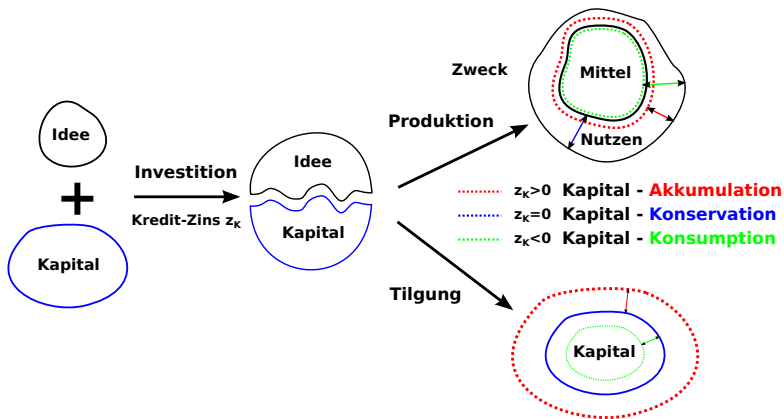 Idee
+
Kapital
Investition
Kredit-Zins zK
Idee
Kapital
Produktion
Tilgung
Zweck
Mittel
Nutzen
zK>0 Kapital - Akkumulation
zK=0 Kapital - Konservation
zK<0 Kapital - Konsumption
Kapital